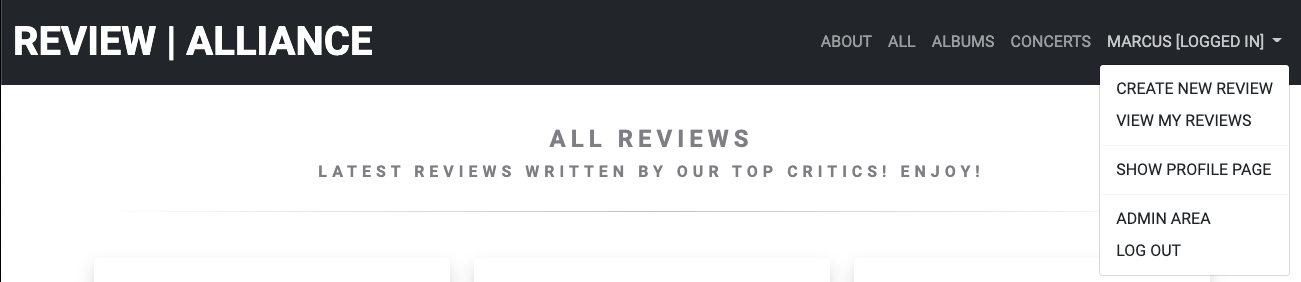 REVIEW | ALLIANCE
ABOUT ALL ALBUMS CONCERTS MARCUS [LOGGED IN]
CREATE NEW REVIEW
VIEW MY REVIEWS
SHOW PROFILE PAGE
ADMIN AREA
LOG OUT
ALL REVIEWS
LATEST REVIEWS WRITTEN BY OUR TOP CRITICS! ENJOY!